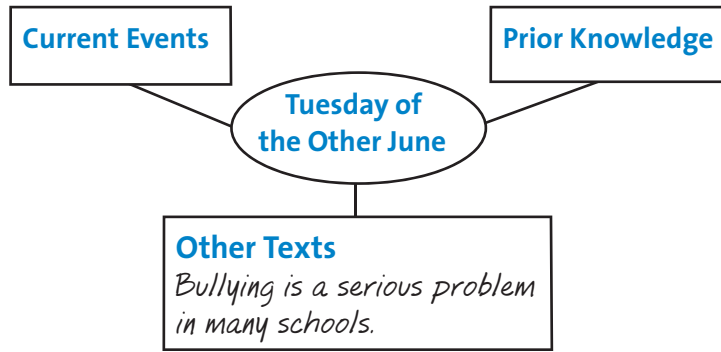 Current Events
Prior Knowledge
Tuesday of
the Other June
Other Texts
Bullying is a serious problem
in many schools.